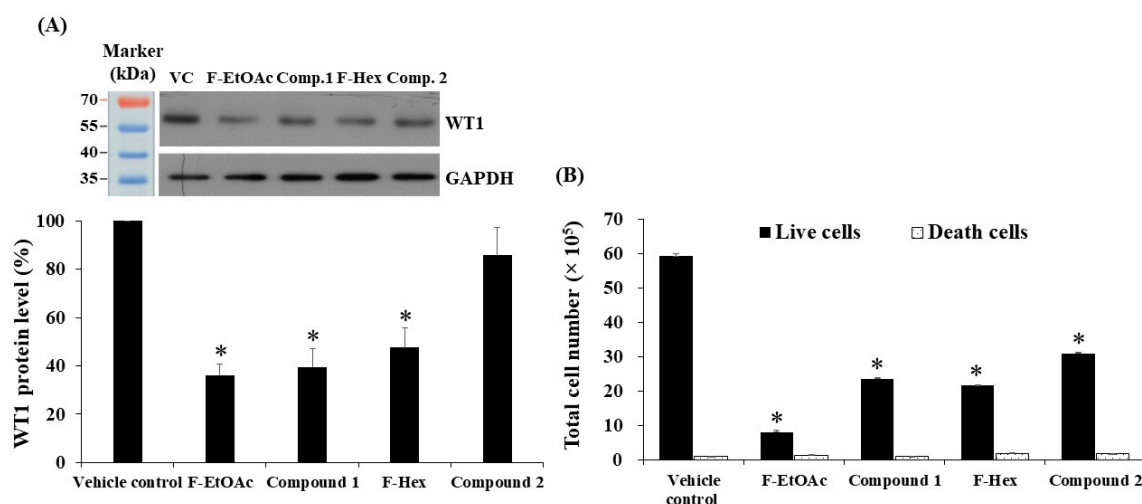 (A)
Marker
(kDa)
VC F-EtOAc Comp.1 F-Hex Comp. 2
70
55
40
35
WT1
GAPDH
WT1 protein level (%)
100
80
60
40
20
0
* * *
Vehicle control F-EtOAc Compound 1 F-Hex Compound 2
(B)
Total cell number (× 10⁵)
Live cells Death cells
70
60
50
40
30
20
10
0
* * * *
Vehicle
control
F-EtOAc Compound 1 F-Hex Compound 2